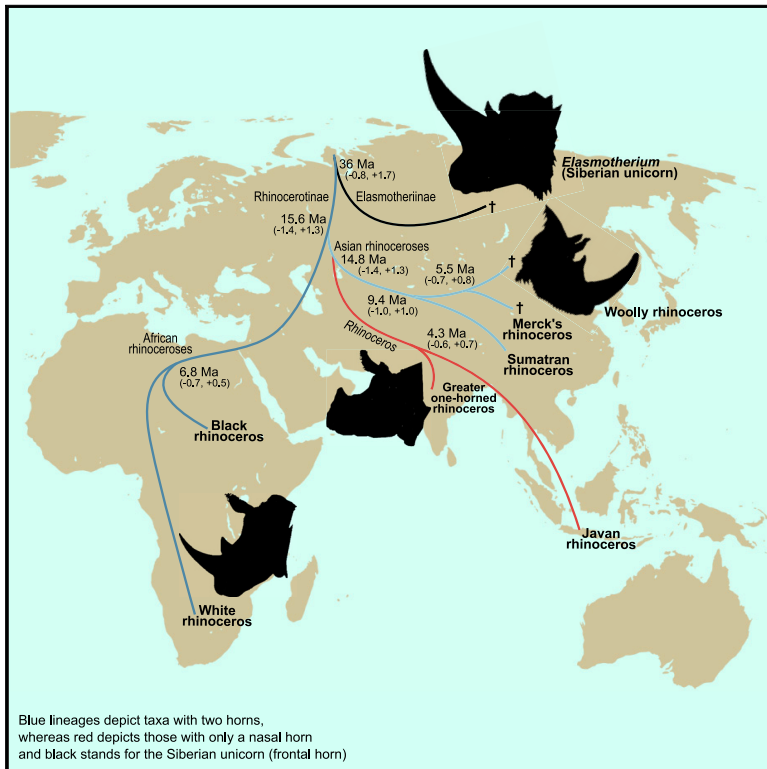 Elasmotherium
(Siberian unicorn)
36 Ma
(-0.8, +1.7)
Rhinocerotinae
Elasmotheriinae
†
15.6 Ma
(-1.4, +1.3)
Asian rhinoceroses
14.8 Ma
(-1.4, +1.3)
5.5 Ma
(-0.7, +0.8)
†
9.4 Ma
(-1.0, +1.0)
†
Woolly rhinoceros
Merck's
rhinoceros
Rhinoceros
4.3 Ma
(-0.6, +0.7)
Sumatran
rhinoceros
African
rhinoceroses
6.8 Ma
(-0.7, +0.5)
Greater
one-horned
rhinoceros
Black
rhinoceros
Javan
rhinoceros
White
rhinoceros
Blue lineages depict taxa with two horns,
whereas red depicts those with only a nasal horn
and black stands for the Siberian unicorn (frontal horn)